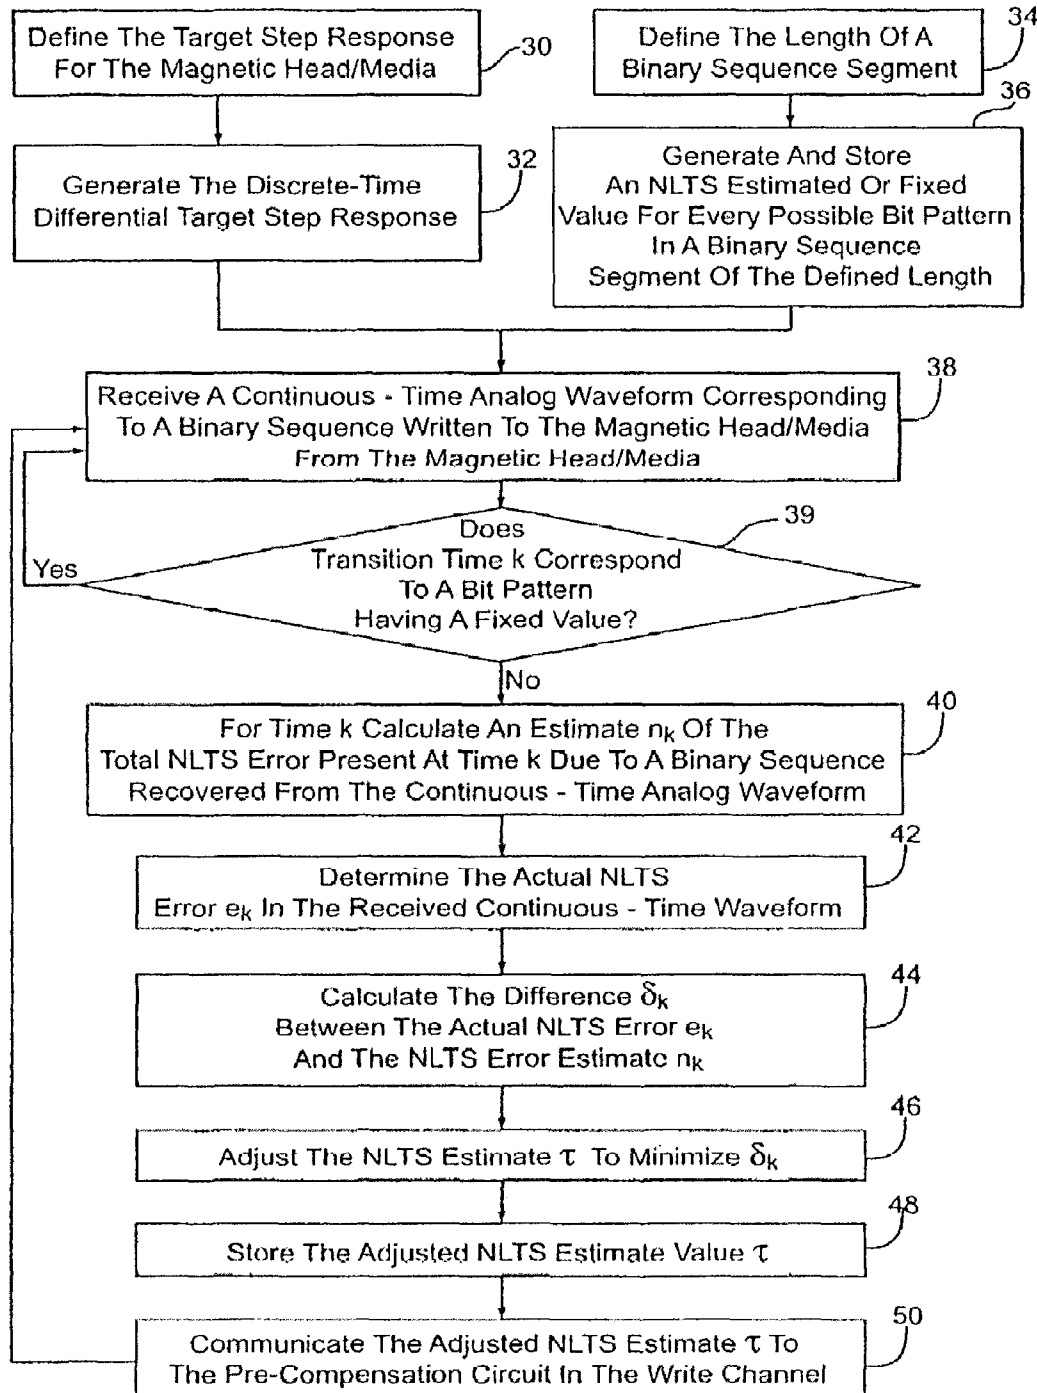 Define The Target Step Response
For The Magnetic Head/Media
30
Define The Length Of A
Binary Sequence Segment
34
Generate The Discrete-Time
Differential Target Step Response
32
Generate And Store
An NLTS Estimated Or Fixed
Value For Every Possible Bit Pattern
In A Binary Sequence
Segment Of The Defined Length
36
Receive A Continuous - Time Analog Waveform Corresponding
To A Binary Sequence Written To The Magnetic Head/Media
From The Magnetic Head/Media
38
Does
Transition Time k Correspond
To A Bit Pattern
Having A Fixed Value?
39
Yes
No
For Time k Calculate An Estimate nk Of The
Total NLTS Error Present At Time k Due To A Binary Sequence
Recovered From The Continuous - Time Analog Waveform
40
Determine The Actual NLTS
Error ek In The Received Continuous - Time Waveform
42
Calculate The Difference δk
Between The Actual NLTS Error ek
And The NLTS Error Estimate nk
44
Adjust The NLTS Estimate τ To Minimize δk
46
Store The Adjusted NLTS Estimate Value τ
48
Communicate The Adjusted NLTS Estimate τ To
The Pre-Compensation Circuit In The Write Channel
50